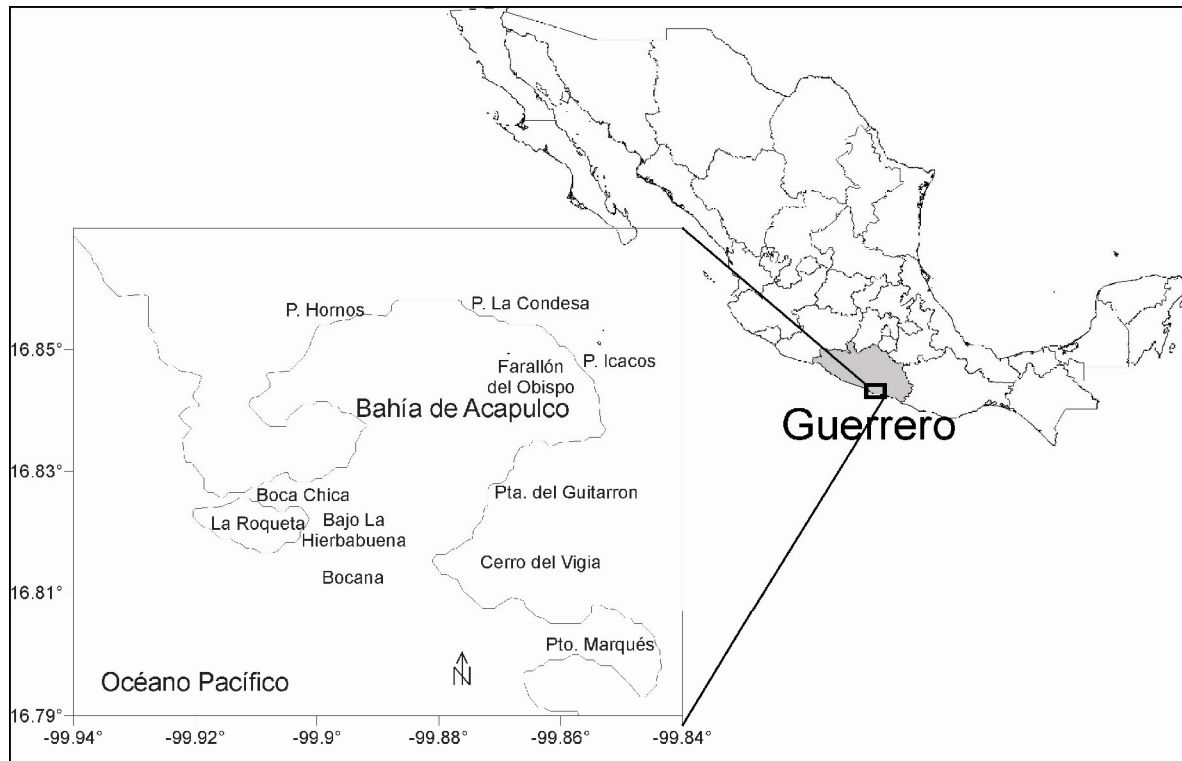 P. La Condesa
P. Hornos
16.85°
P. Icacos
Farallón
del Obispo
Bahía de Acapulco
Guerrero
16.83°
Boca Chica
Pta. del Guitarron
La Roqueta
Bajo La
Hierbabuena
Cerro del Vigia
Bocana
16.81°
Pto. Marqués
N
Océano Pacífico
16.79°
-99.94°
-99.92°
-99.9°
-99.88°
-99.86°
-99.84°